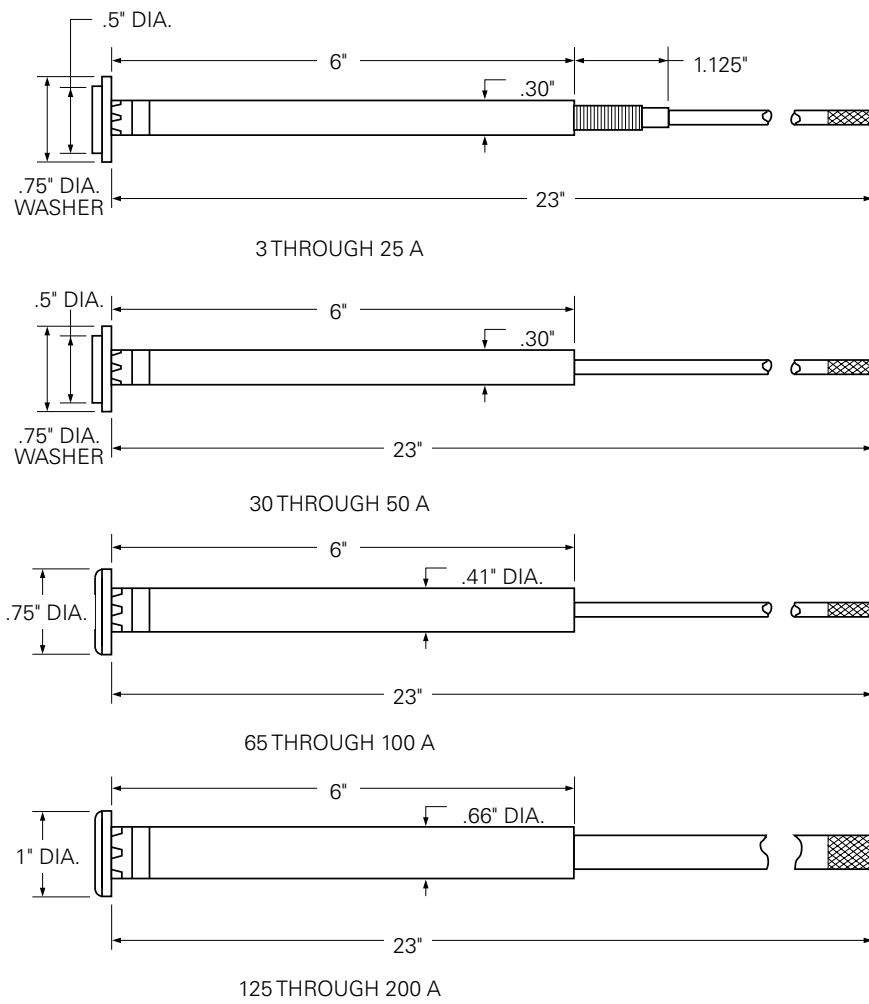 .5" DIA.
6"
1.125"
.30"
.75" DIA.
WASHER
23"
3 THROUGH 25 A
.5" DIA.
6"
.30"
.75" DIA.
WASHER
23"
30 THROUGH 50 A
6"
.41" DIA.
.75" DIA.
23"
65 THROUGH 100 A
6"
.66" DIA.
1" DIA.
23"
125 THROUGH 200 A